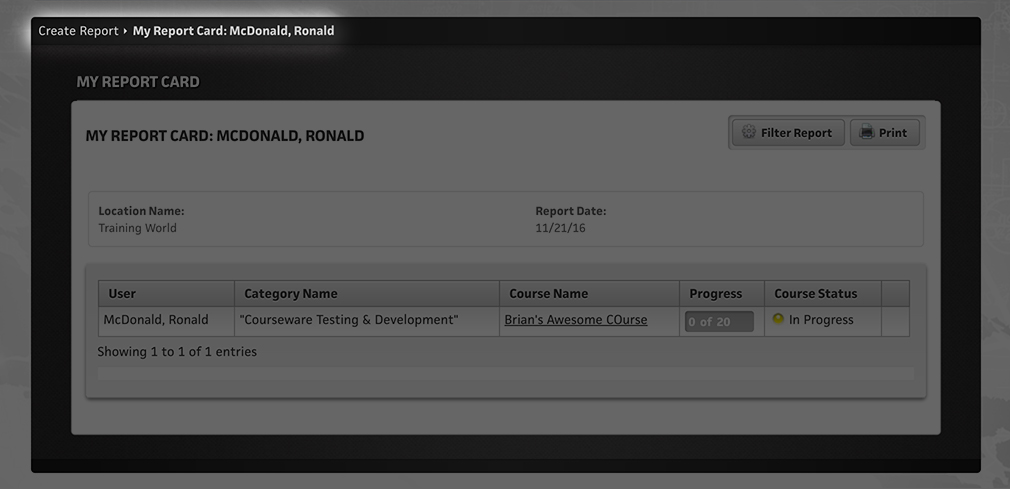 Create Report ▸ My Report Card: McDonald, Ronald
MY REPORT CARD
MY REPORT CARD: MCDONALD, RONALD
Filter Report Print
Location Name: Report Date:
Training World 11/21/16
User Category Name Course Name Progress Course Status
McDonald, Ronald "Courseware Testing & Development" Brian's Awesome COurse 0 of 20 In Progress
Showing 1 to 1 of 1 entries